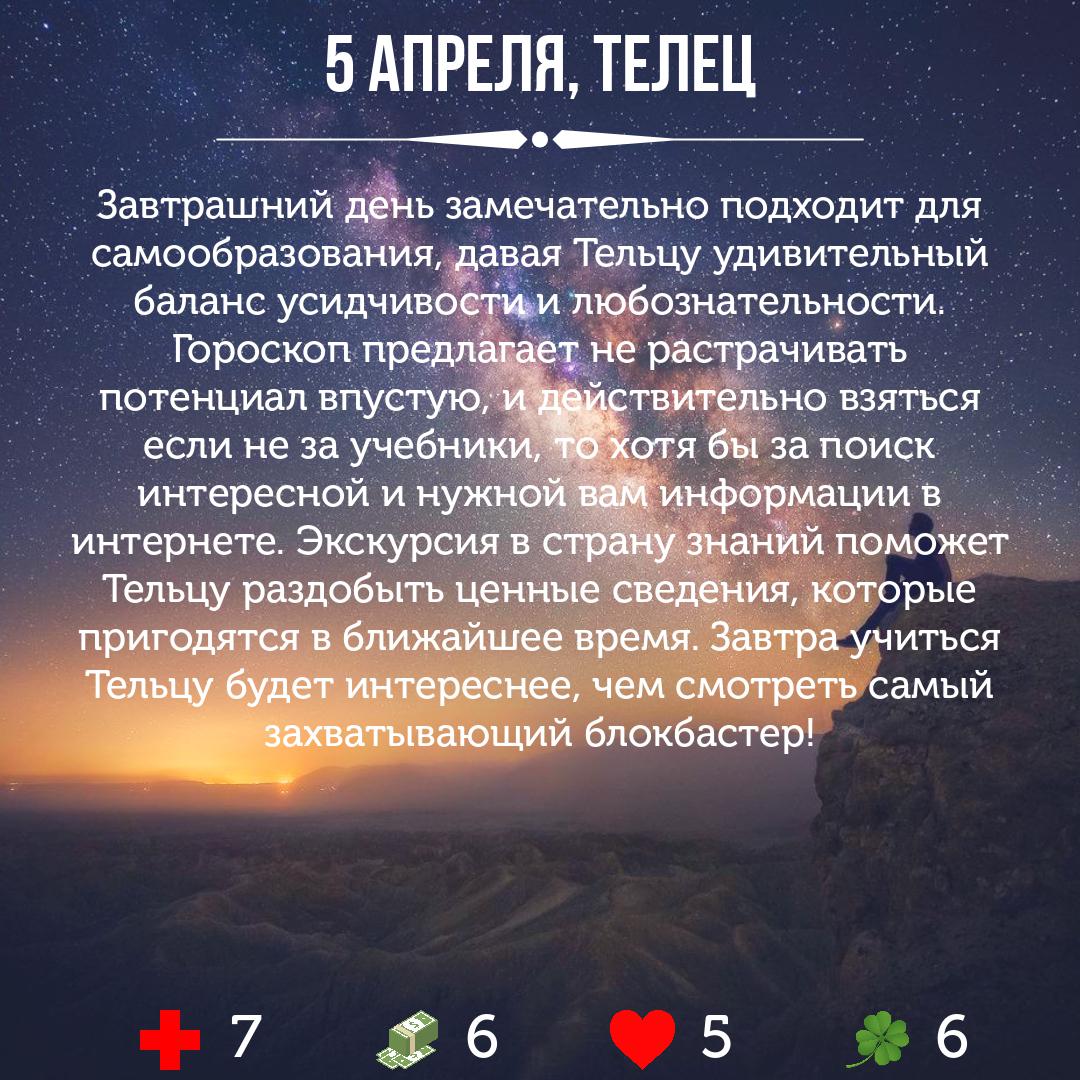 5 АПРЕЛЯ, ТЕЛЕЦ
Завтрашний день замечательно подходит для
самообразования, давая Тельцу удивительный
баланс усидчивости и любознательности.
Гороскоп предлагает не растрачивать
потенциал впустую, и действительно взяться
если не за учебники, то хотя бы за поиск
интересной и нужной вам информации в
интернете. Экскурсия в страну знаний поможет
Тельцу раздобыть ценные сведения, которые
пригодятся в ближайшее время. Завтра учиться
Тельцу будет интереснее, чем смотреть самый
захватывающий блокбастер!
7 6 5 6